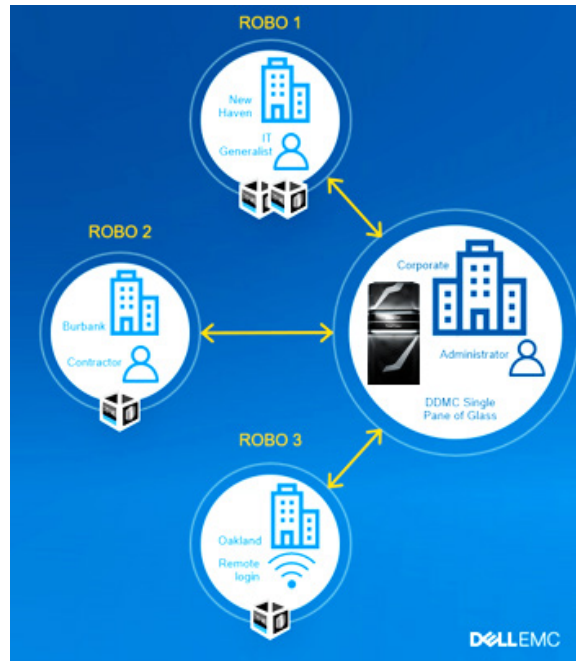 ROBO 1
New
Haven
IT
Generalist
ROBO 2
Burbank
Contractor
Corporate
Administrator
DDMC Single
Pane of Glass
ROBO 3
Oakland
Remote
login
DELLEMC